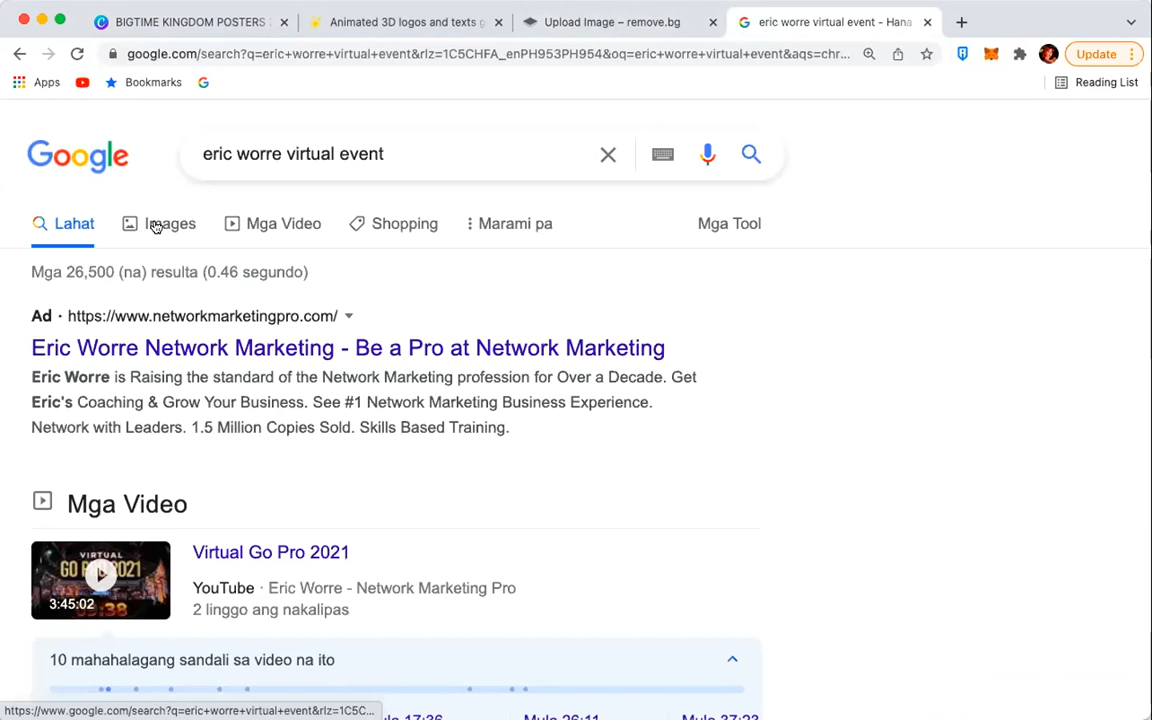 BIGTIME KINGDOM POSTERS
Animated 3D logos and texts g
Upload Image – remove.bg
eric worre virtual event - Hana
google.com/search?q=eric+worre+virtual+event&rlz=1C5CHFA_enPH953PH954&oq=eric+worre+virtual+event&aqs=chr...
Update
Apps
Bookmarks
Reading List
Google
eric worre virtual event
Lahat
Images
Mga Video
Shopping
Marami pa
Mga Tool
Mga 26,500 (na) resulta (0.46 segundo)
Ad · https://www.networkmarketingpro.com/
Eric Worre Network Marketing - Be a Pro at Network Marketing
Eric Worre is Raising the standard of the Network Marketing profession for Over a Decade. Get
Eric's Coaching & Grow Your Business. See #1 Network Marketing Business Experience.
Network with Leaders. 1.5 Million Copies Sold. Skills Based Training.
Mga Video
VIRTUAL
GO PRO 2021
3:45:02
Virtual Go Pro 2021
YouTube · Eric Worre - Network Marketing Pro
2 linggo ang nakalipas
10 mahahalagang sandali sa video na ito
https://www.google.com/search?q=eric+worre+virtual+event&rlz=1C5C...
Mula 17:36
Mula 26:11
Mula 37:23